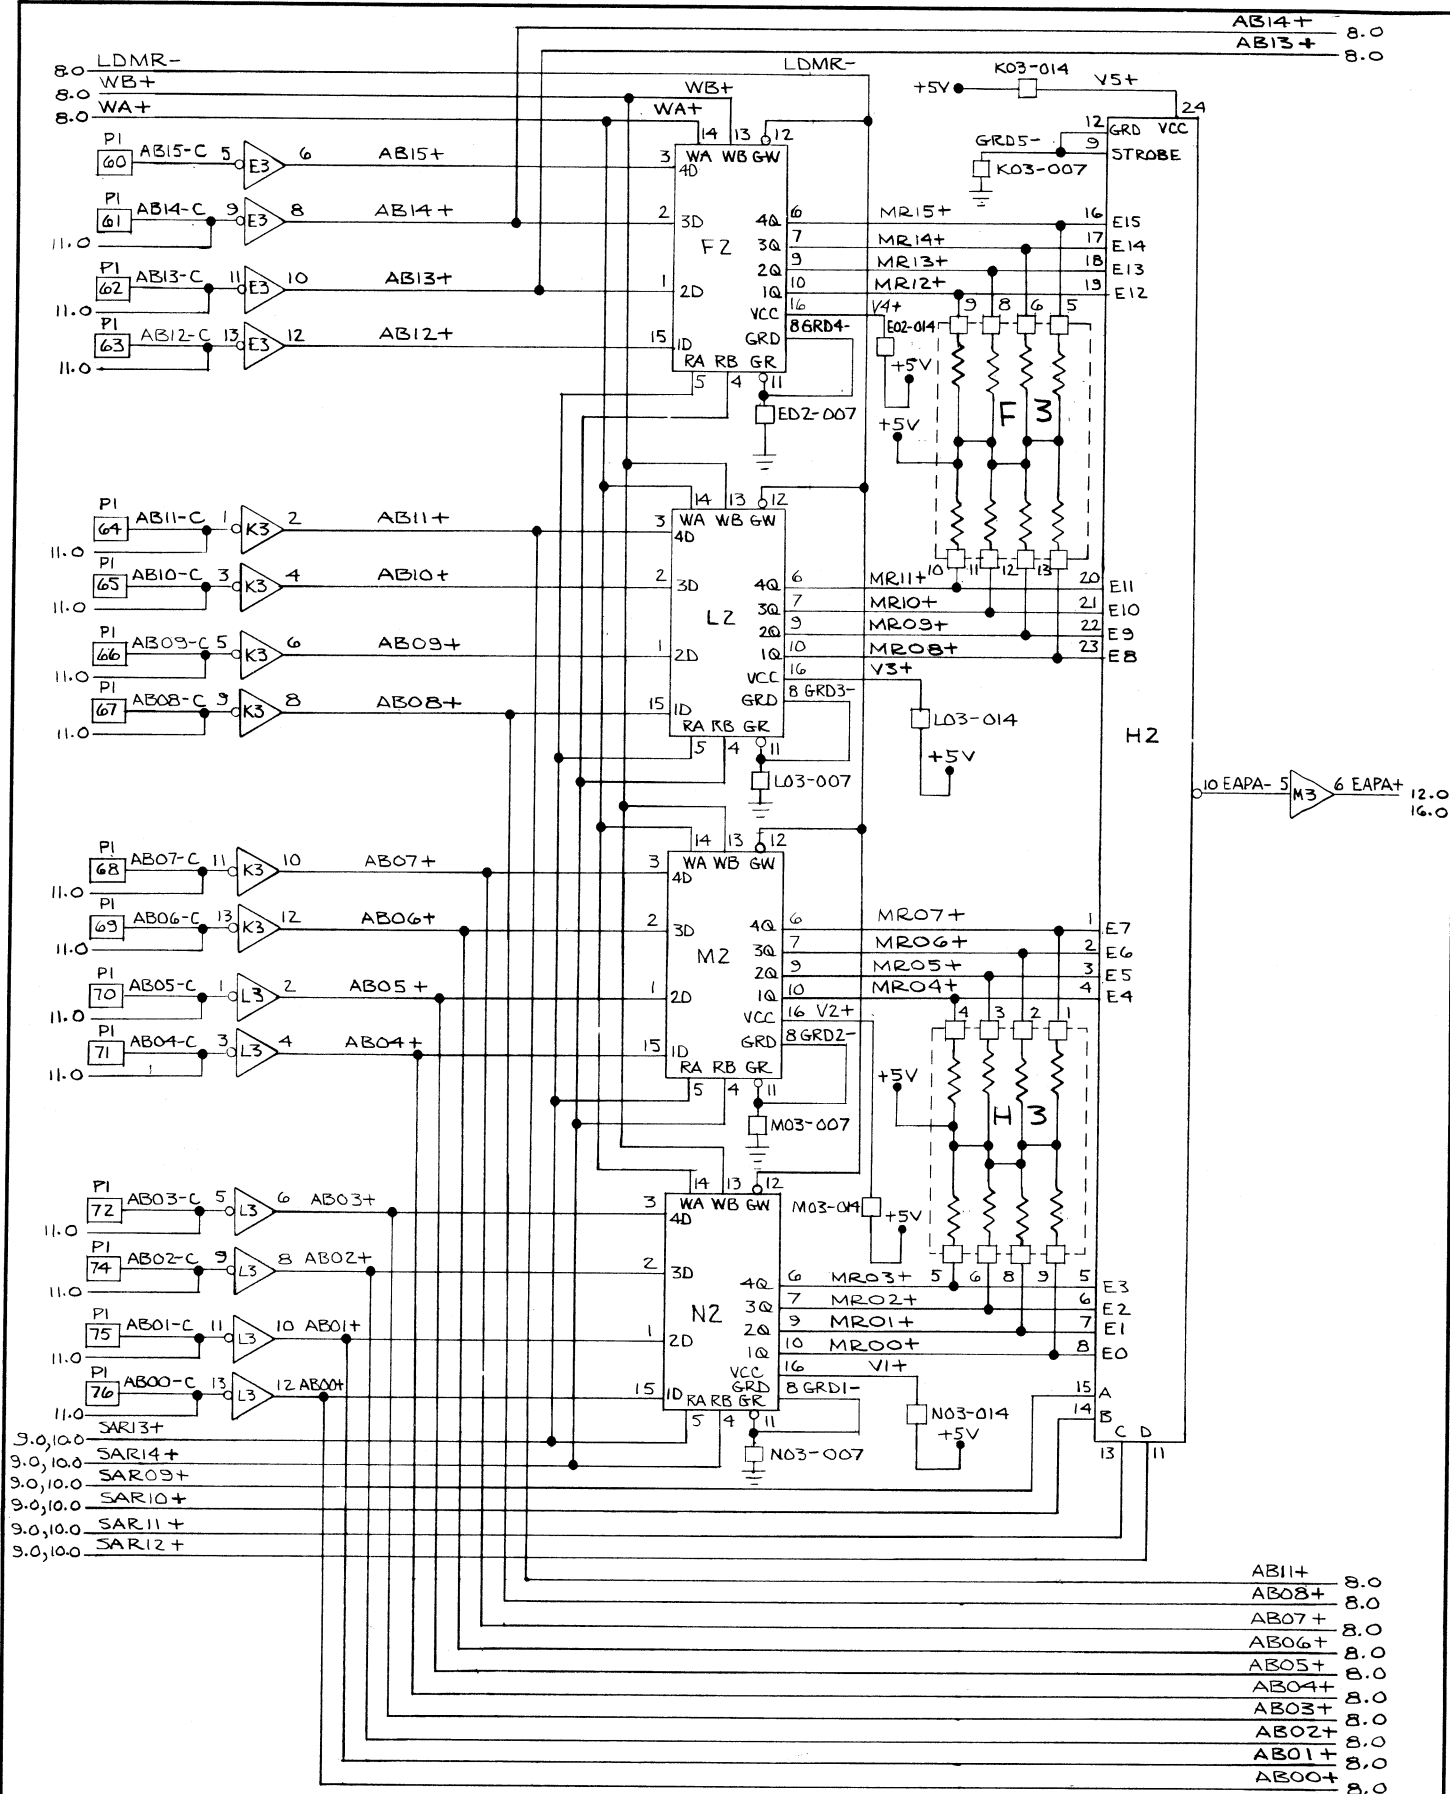 AB14+ 8.0
AB13+ 8.0
8.0 LDMR- LDMR-
8.0 WB+ WB+
8.0 WA+ WA+
K03-014 V5+
+5V
24
14 13 12
12 GRD VCC
GRD5- 9 STROBE
K03-007
P1
60 AB15-C 5 E3 6 AB15+ 3 4D
WA WB GW
P1
61 AB14-C 9 E3 8 AB14+ 2 3D
11.0
F2
4Q 6 MR15+ 16 E15
3Q 7 MR14+ 17 E14
2Q 9 MR13+ 18 E13
1Q 10 MR12+ 19 E12
P1
62 AB13-C 11 E3 10 AB13+ 1 2D
11.0
VCC 16 V4+
8 GRD4- E02-014
GRD
9 8 6 5
+5V
P1
63 AB12-C 13 E3 12 AB12+ 15 1D
11.0
RA RB GR
5 4 11
ED2-007
+5V
F 3
P1
64 AB11-C 1 K3 2 AB11+ 3 4D
11.0
14 13 12
WA WB GW
P1
65 AB10-C 3 K3 4 AB10+ 2 3D
11.0
L2
10 11 12 13
4Q 6 MR11+ 20 E11
3Q 7 MR10+ 21 E10
2Q 9 MR09+ 22 E9
1Q 10 MR08+ 23 E8
P1
66 AB09-C 5 K3 6 AB09+ 1 2D
11.0
VCC 16 V3+
GRD 8 GRD3-
P1
67 AB08-C 9 K3 8 AB08+ 15 1D
11.0
RA RB GR
5 4 11
L03-014
+5V
L03-007
H2
10 EAPA- 5 M3 6 EAPA+ 12.0
16.0
14 13 12
WA WB GW
P1
68 AB07-C 11 K3 10 AB07+ 3 4D
11.0
P1
69 AB06-C 13 K3 12 AB06+ 2 3D
11.0
M2
4Q 6 MR07+ 1 E7
3Q 7 MR06+ 2 E6
2Q 9 MR05+ 3 E5
1Q 10 MR04+ 4 E4
P1
70 AB05-C 1 L3 2 AB05+ 1 2D
11.0
VCC 16 V2+
GRD 8 GRD2-
4 3 2 1
P1
71 AB04-C 3 L3 4 AB04+ 15 1D
11.0
RA RB GR
5 4 11
+5V
M03-007
H 3
14 13 12
WA WB GW
P1
72 AB03-C 5 L3 6 AB03+ 3 4D
11.0
M03-014
+5V
P1
74 AB02-C 9 L3 8 AB02+ 2 3D
11.0
N2
5 6 8 9
4Q 6 MR03+ 5 E3
3Q 7 MR02+ 6 E2
2Q 9 MR01+ 7 E1
1Q 10 MR00+ 8 E0
P1
75 AB01-C 11 L3 10 AB01+ 1 2D
11.0
VCC 16 V1+
GRD 8 GRD1-
P1
76 AB00-C 13 L3 12 AB00+ 15 1D
11.0
RA RB GR
5 4 11
N03-014
+5V
N03-007
15 A
14 B
C D
13 11
9.0,10.0 SAR13+
9.0,10.0 SAR14+
9.0,10.0 SAR09+
9.0,10.0 SAR10+
9.0,10.0 SAR11+
9.0,10.0 SAR12+
AB11+ 8.0
AB08+ 8.0
AB07+ 8.0
AB06+ 8.0
AB05+ 8.0
AB04+ 8.0
AB03+ 8.0
AB02+ 8.0
AB01+ 8.0
AB00+ 8.0